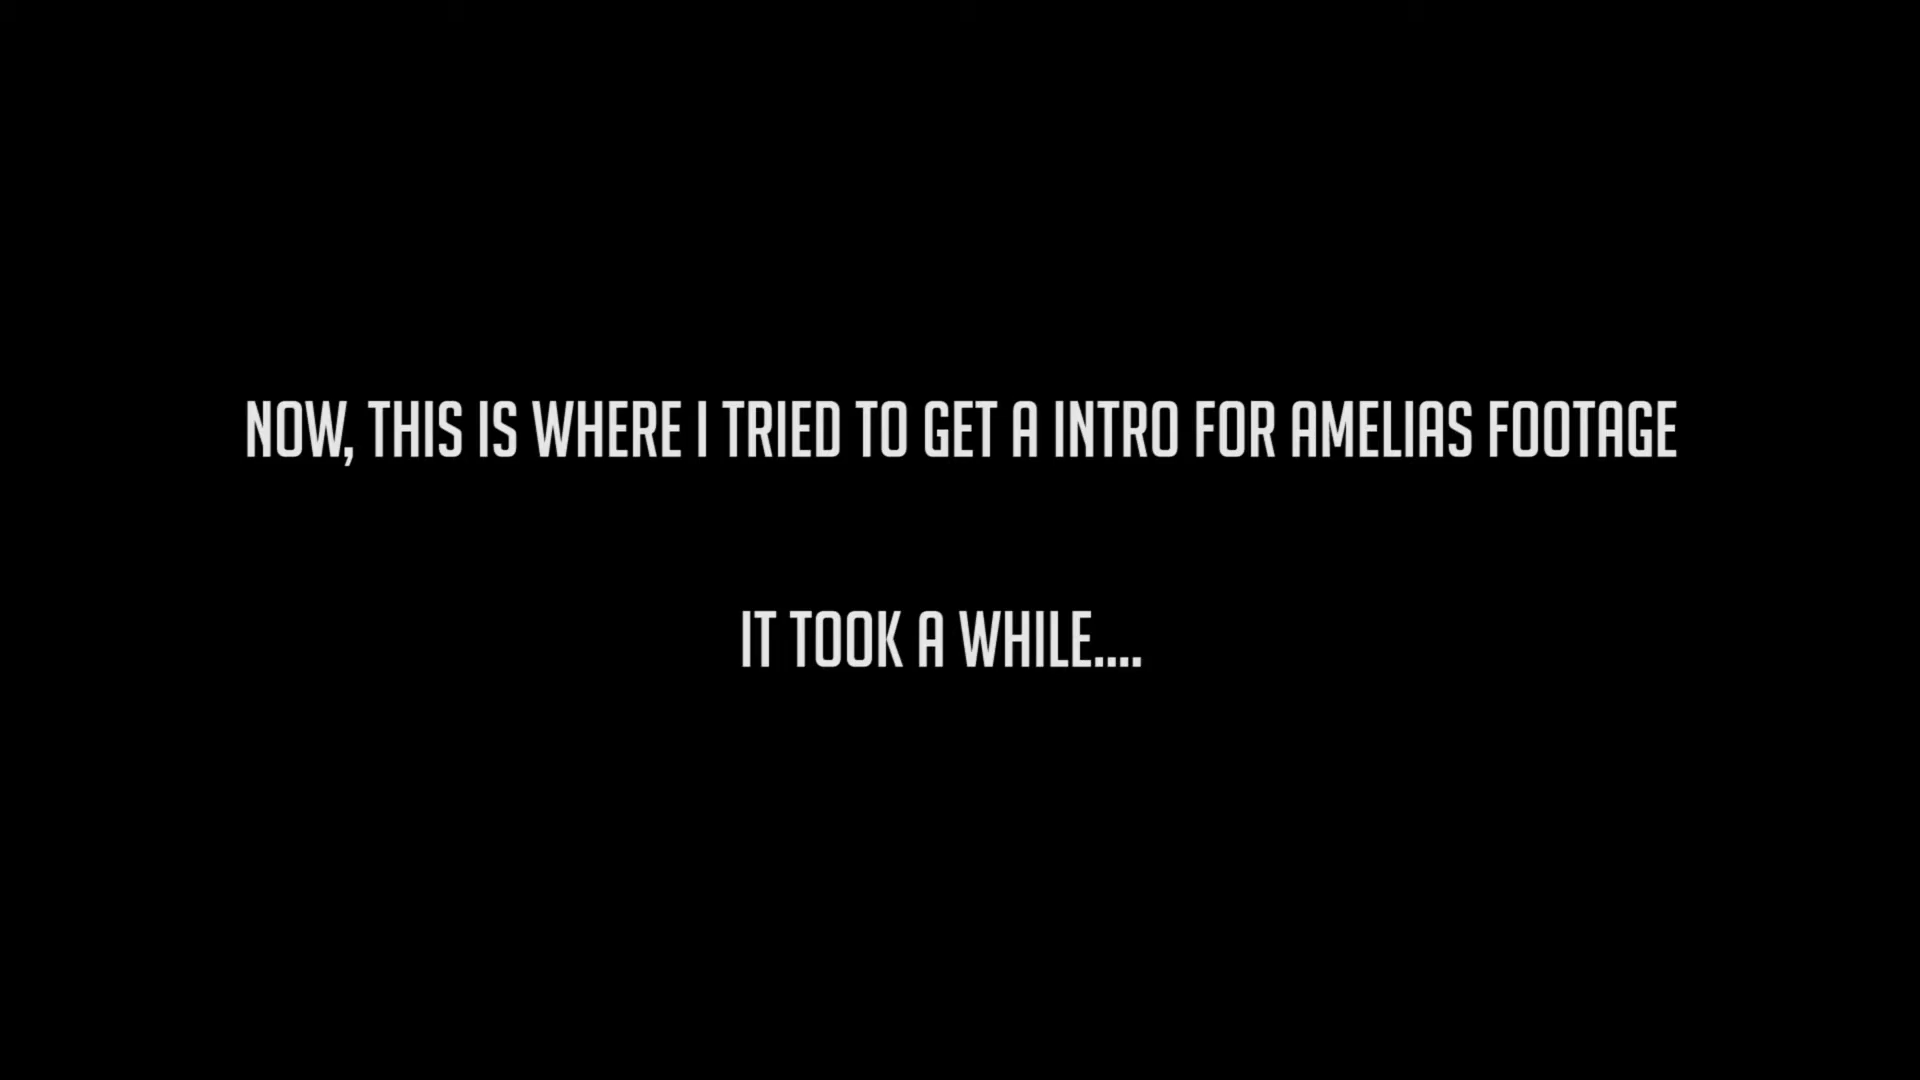 NOW, THIS IS WHERE I TRIED TO GET A INTRO FOR AMELIAS FOOTAGE
IT TOOK A WHILE....